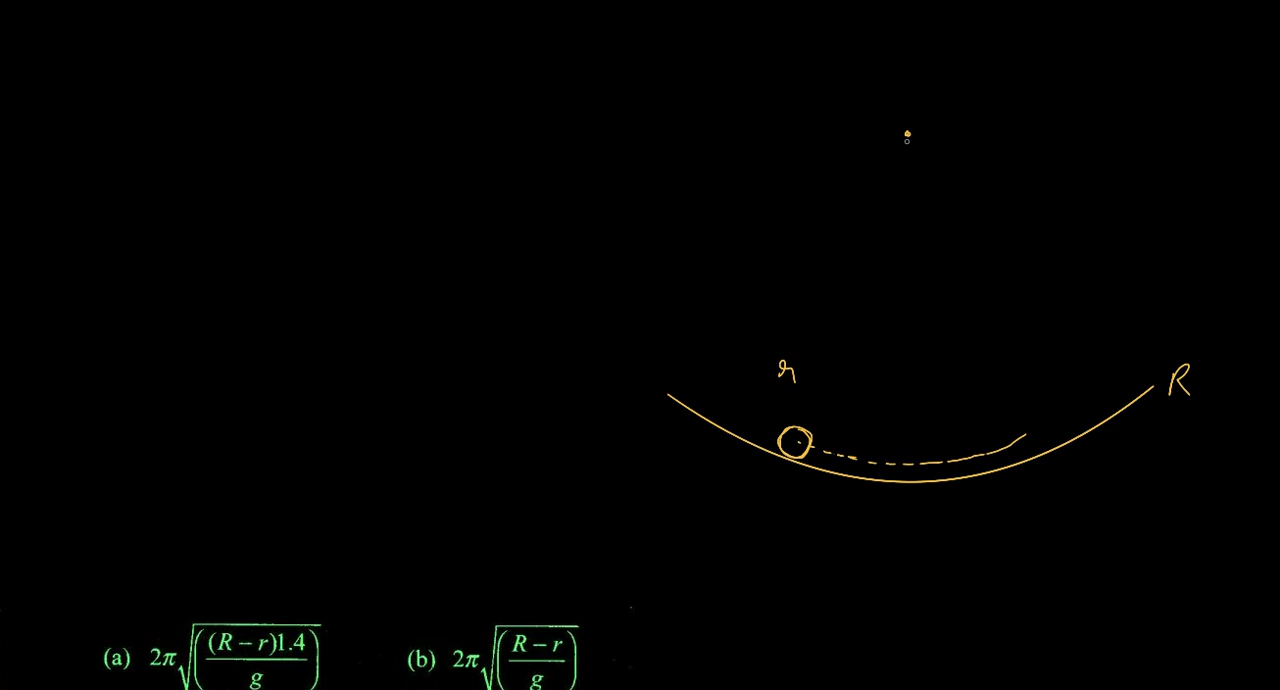 r
R
(a) 2π√(((R – r)1.4)/g) (b) 2π√((R – r)/g)